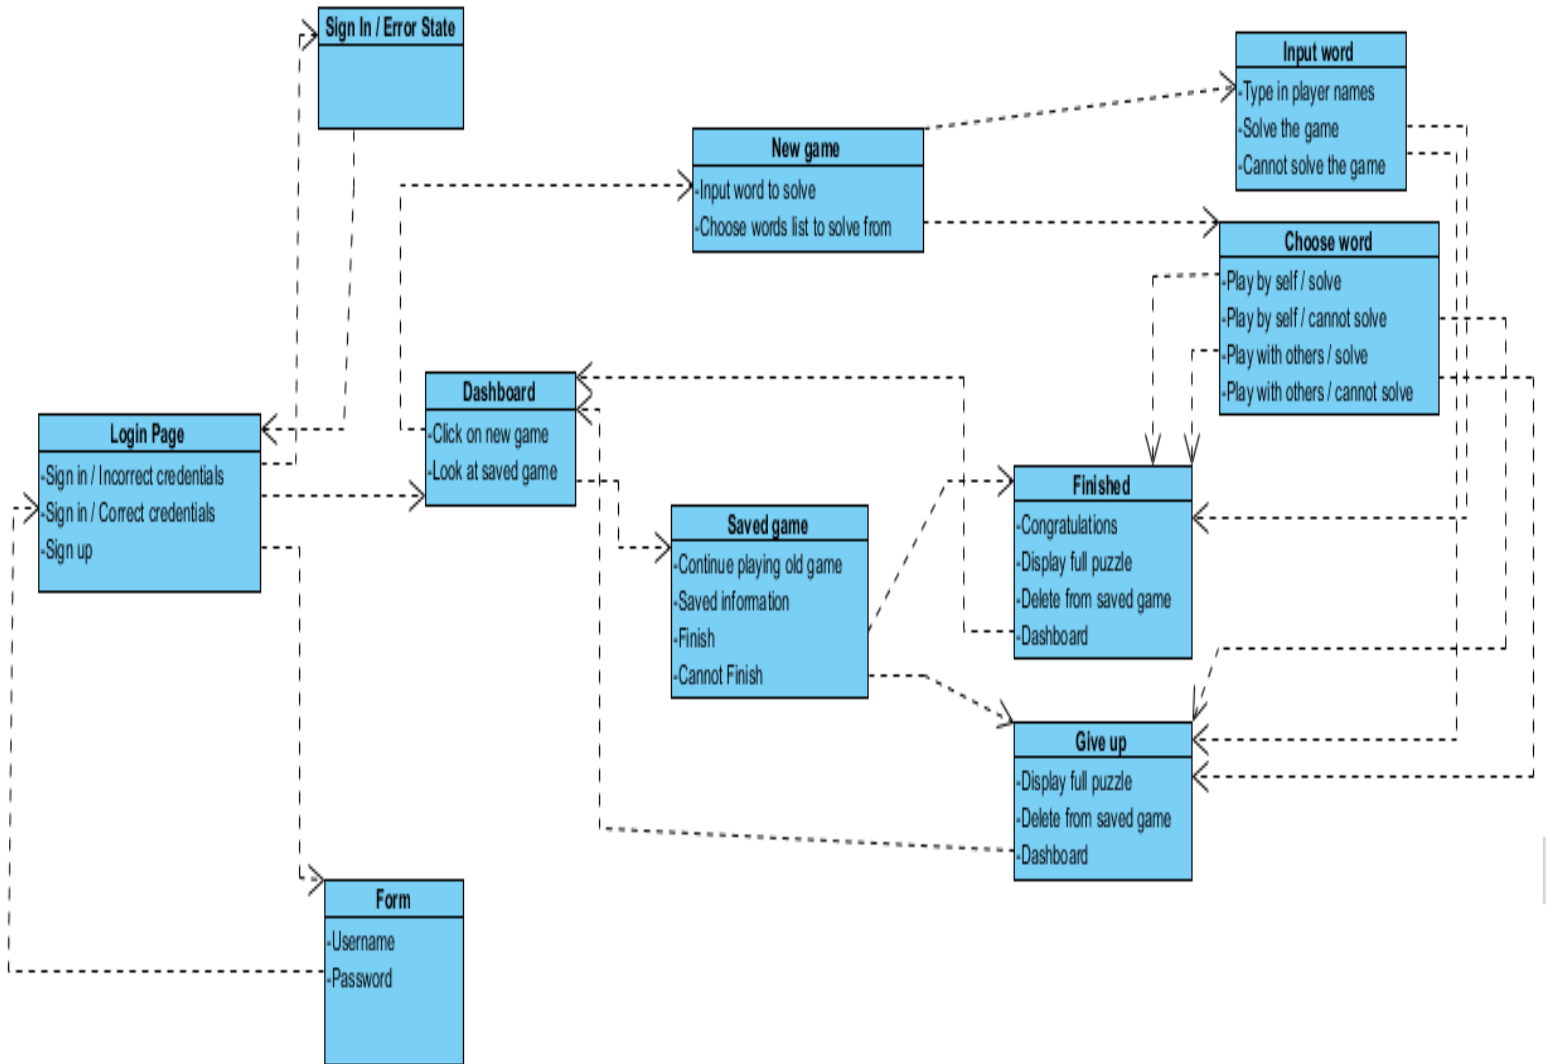 Sign In / Error State
Input word
-Type in player names
-Solve the game
-Cannot solve the game
New game
-Input word to solve
-Choose words list to solve from
Choose word
-Play by self / solve
-Play by self / cannot solve
-Play with others / solve
-Play with others / cannot solve
Dashboard
-Click on new game
-Look at saved game
Login Page
-Sign in / Incorrect credentials
-Sign in / Correct credentials
-Sign up
Saved game
-Continue playing old game
-Saved information
-Finish
-Cannot Finish
Finished
-Congratulations
-Display full puzzle
-Delete from saved game
-Dashboard
Give up
-Display full puzzle
-Delete from saved game
-Dashboard
Form
-Username
-Password